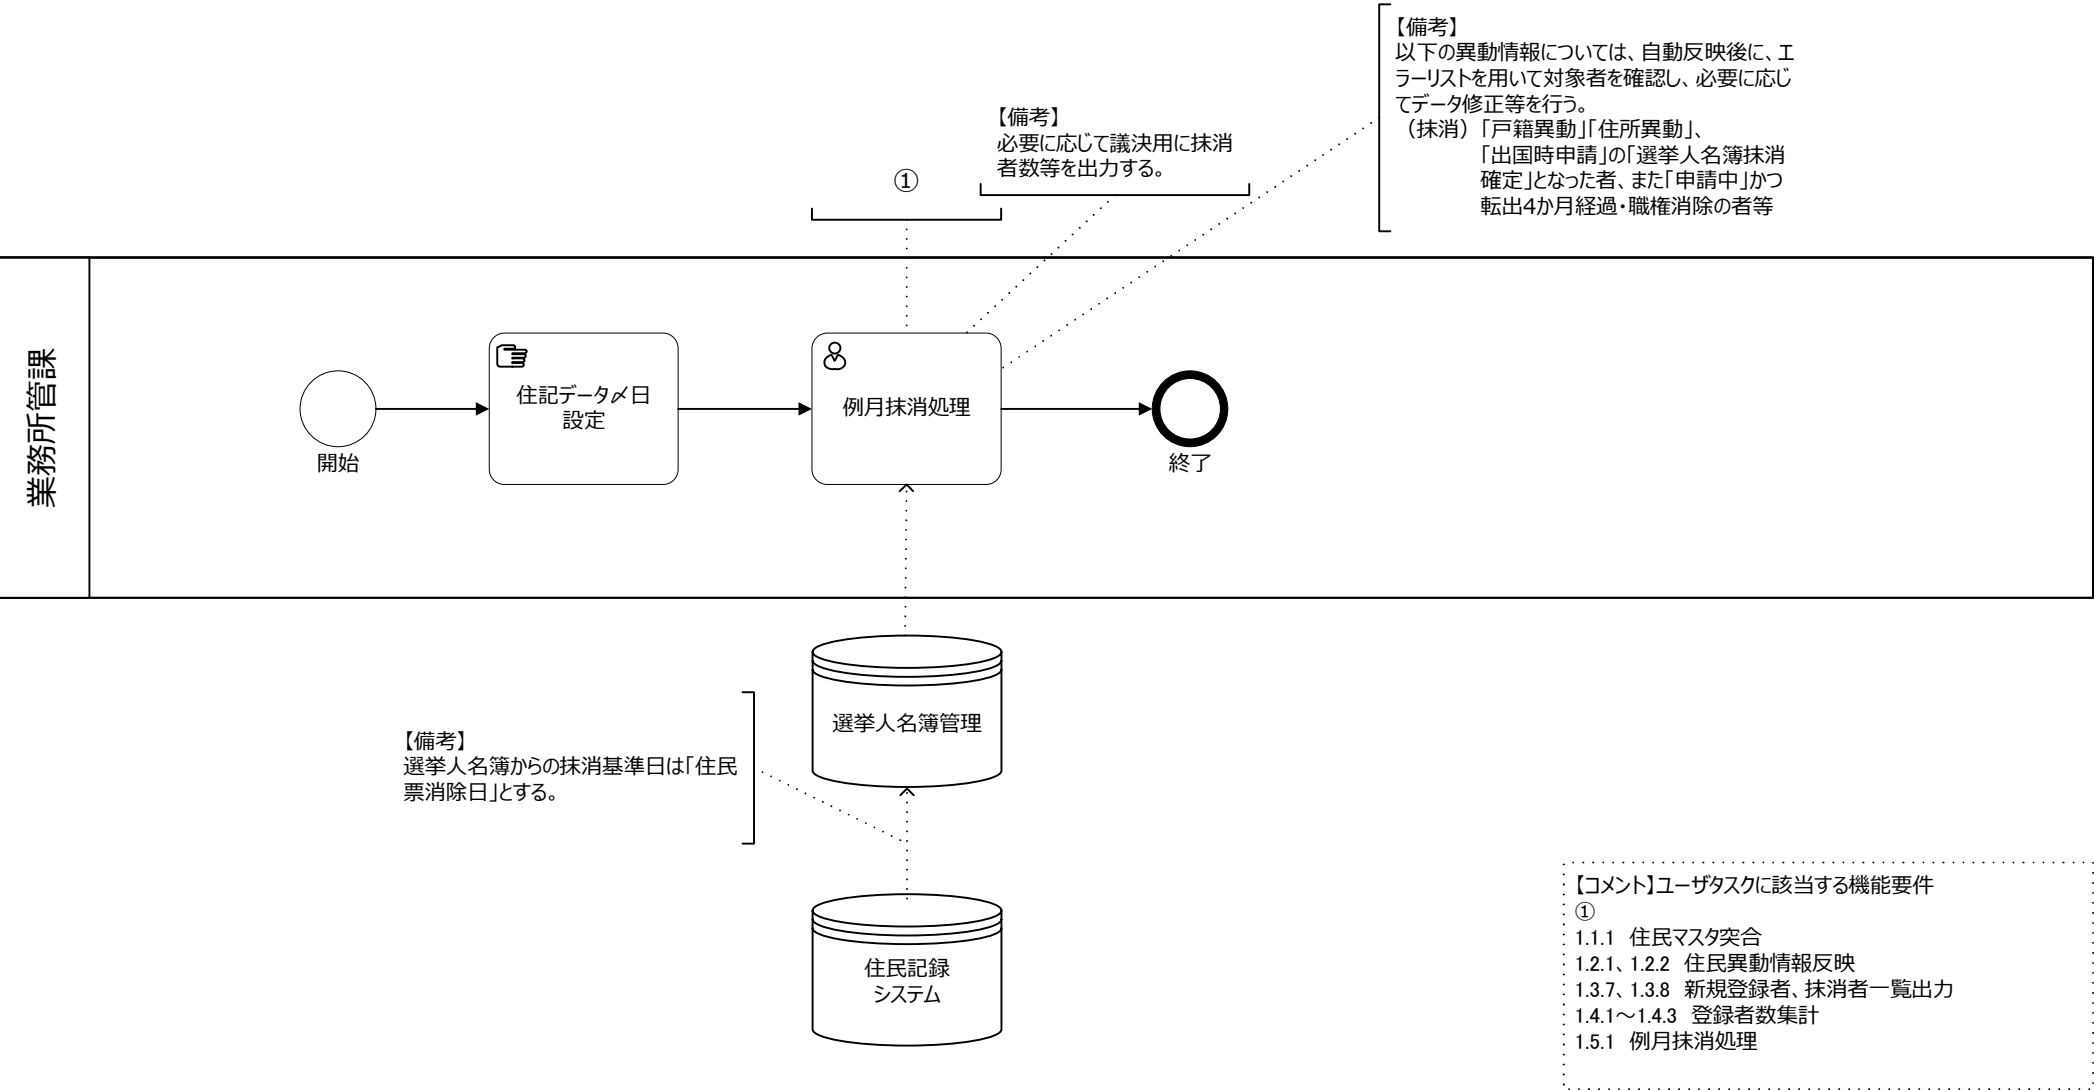 【備考】
以下の異動情報については、自動反映後に、エ
ラーリストを用いて対象者を確認し、必要に応じ
てデータ修正等を行う。
（抹消）「戸籍異動」「住所異動」、
「出国時申請」の「選挙人名簿抹消
確定」となった者、また「申請中」かつ
転出4か月経過・職権消除の者等
【備考】
必要に応じて議決用に抹消
者数等を出力する。
①
業務所管課
開始
住記データ〆日
設定
例月抹消処理
終了
選挙人名簿管理
【備考】
選挙人名簿からの抹消基準日は「住民
票消除日」とする。
住民記録
システム
【コメント】ユーザタスクに該当する機能要件
①
1.1.1 住民マスタ突合
1.2.1、1.2.2 住民異動情報反映
1.3.7、1.3.8 新規登録者、抹消者一覧出力
1.4.1～1.4.3 登録者数集計
1.5.1 例月抹消処理